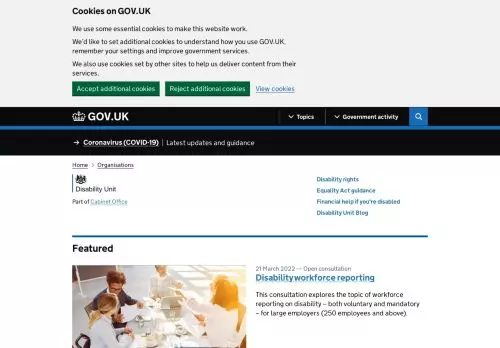 Cookies on GOV.UK
We use some essential cookies to make this website work.
We'd like to set additional cookies to understand how you use GOV.UK,
remember your settings and improve government services.
We also use cookies set by other sites to help us deliver content from their
services.
Accept additional cookies Reject additional cookies View cookies
GOV.UK Topics Government activity
→ Coronavirus (COVID-19) Latest updates and guidance
Home > Organisations
Disability Unit
Part of Cabinet Office
Disability rights
Equality Act guidance
Financial help if you're disabled
Disability Unit Blog
Featured
21 March 2022 — Open consultation
Disability workforce reporting
This consultation explores the topic of workforce
reporting on disability – both voluntary and mandatory
– for large employers (250 employees and above).